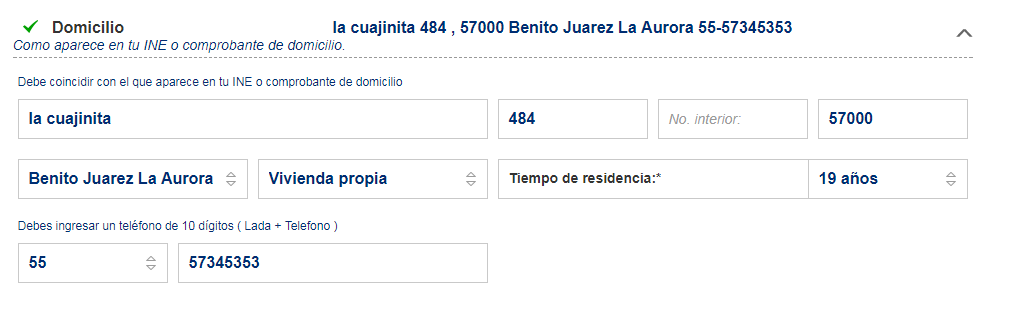 Domicilio la cuajinita 484 , 57000 Benito Juarez La Aurora 55-57345353
Como aparece en tu INE o comprobante de domicilio.
Debe coincidir con el que aparece en tu INE o comprobante de domicilio
la cuajinita 484 No. interior: 57000
Benito Juarez La Aurora Vivienda propia Tiempo de residencia:* 19 años
Debes ingresar un teléfono de 10 dígitos ( Lada + Telefono )
55 57345353